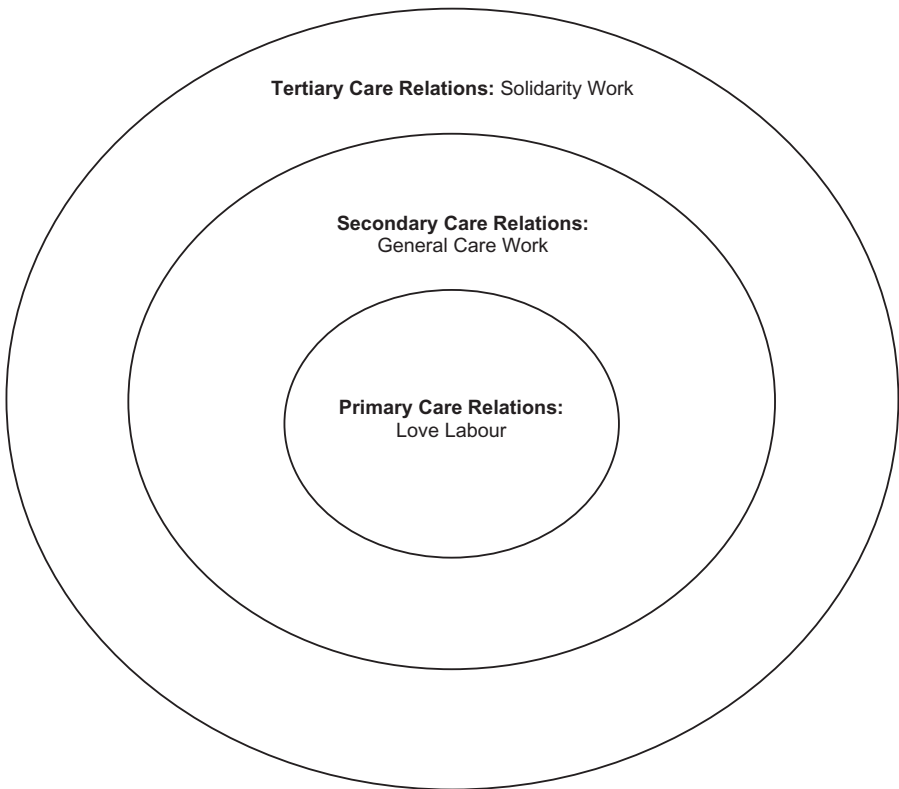 Tertiary Care Relations: Solidarity Work
Secondary Care Relations:
General Care Work
Primary Care Relations:
Love Labour